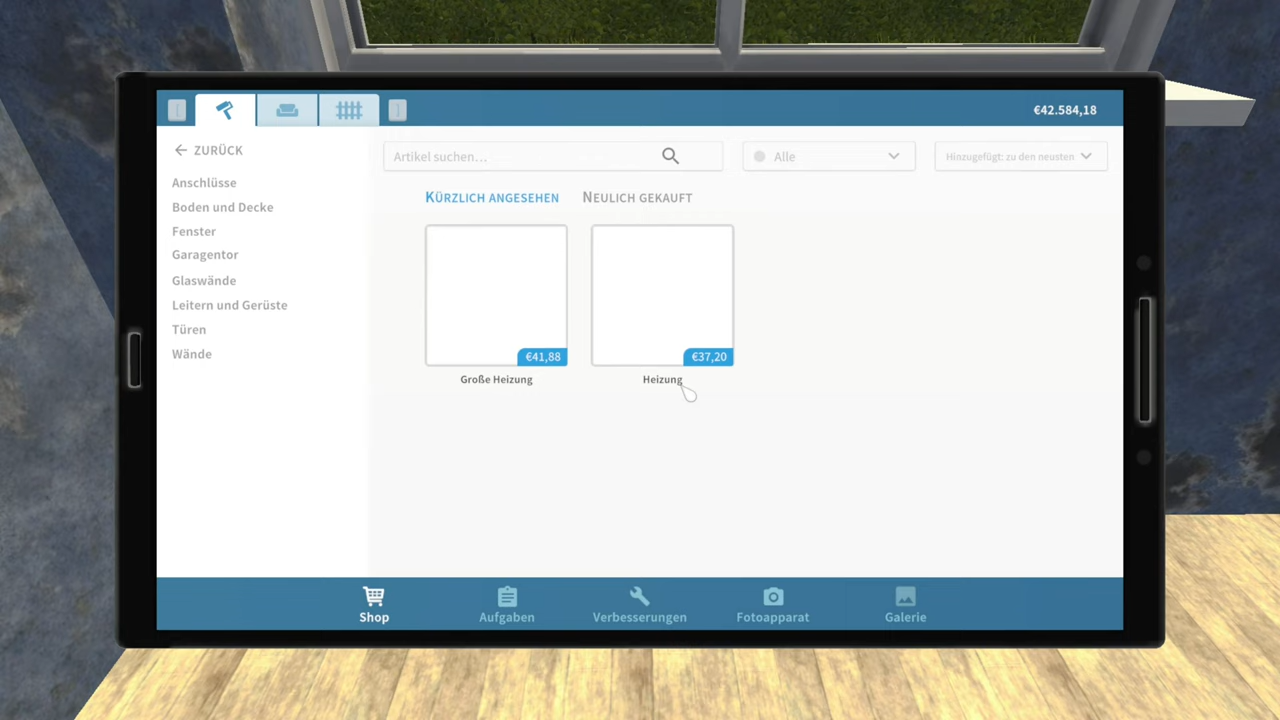 €42.584,18
ZURÜCK
Anschlüsse
Boden und Decke
Fenster
Garagentor
Glaswände
Leitern und Gerüste
Türen
Wände
Artikel suchen...
Alle
Hinzugefügt: zu den neusten
KÜRZLICH ANGESEHEN
NEULICH GEKAUFT
€41,88
€37,20
Große Heizung
Heizung
Shop
Aufgaben
Verbesserungen
Fotoapparat
Galerie